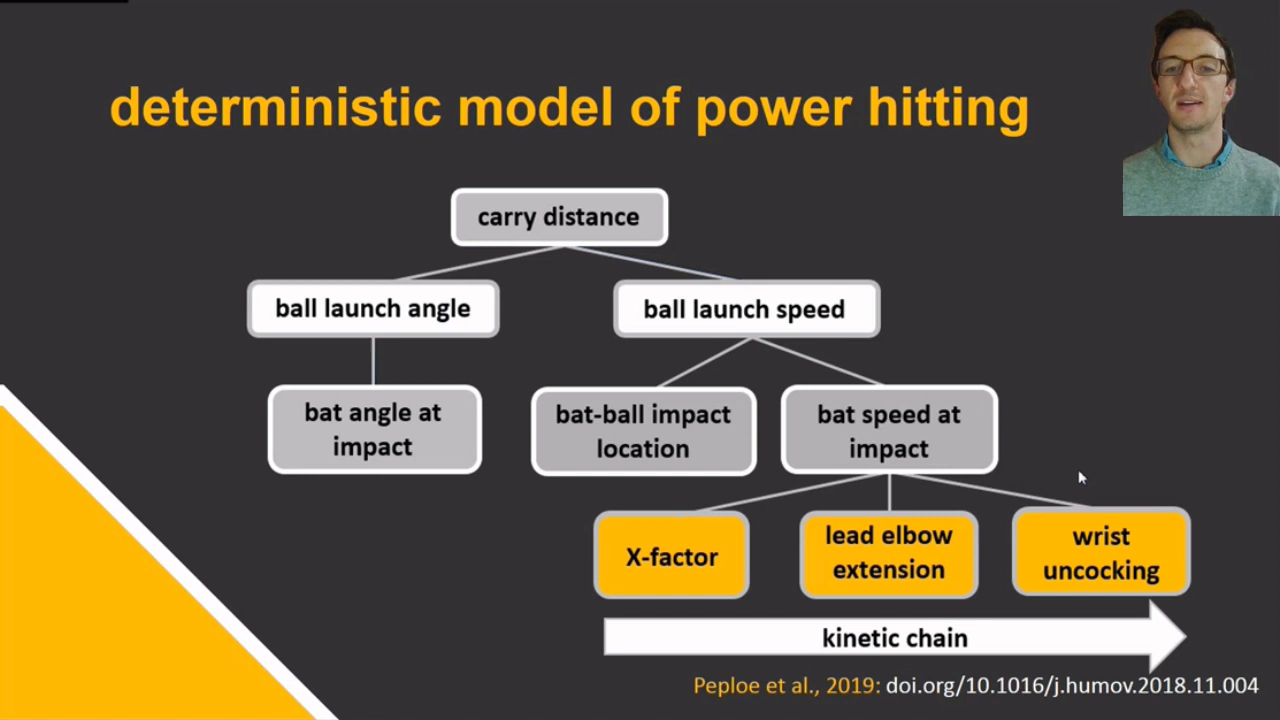 deterministic model of power hitting
carry distance
ball launch angle
ball launch speed
bat angle at
impact
bat-ball impact
location
bat speed at
impact
X-factor
lead elbow
extension
wrist
uncocking
kinetic chain
Peploe et al., 2019: doi.org/10.1016/j.humov.2018.11.004